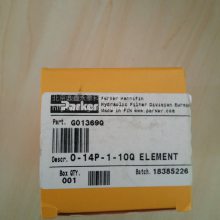 Parker
Parker Hannifin
Hydraulic Filter Division Europe
Made in FIN www.parker.com
Part. G01369Q
Descr. 0-14P-1-10Q ELEMENT
Box QTY. Batch 18385226
001